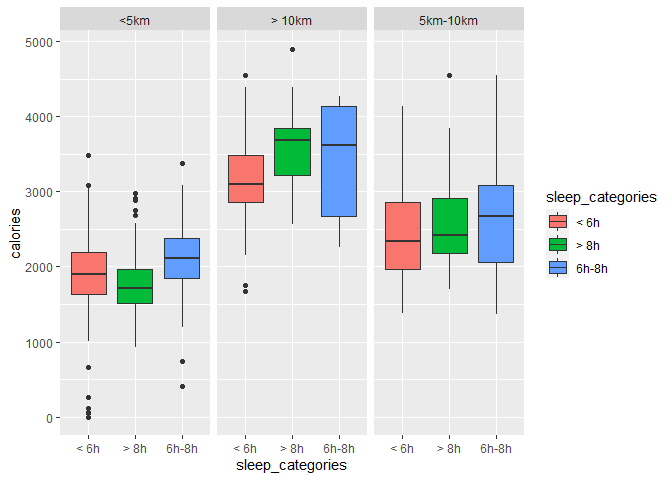 <5km
> 10km
5km-10km
5000
4000
3000
2000
1000
0
calories
< 6h
> 8h
6h-8h
< 6h
> 8h
6h-8h
< 6h
> 8h
6h-8h
sleep_categories
sleep_categories
< 6h
> 8h
6h-8h